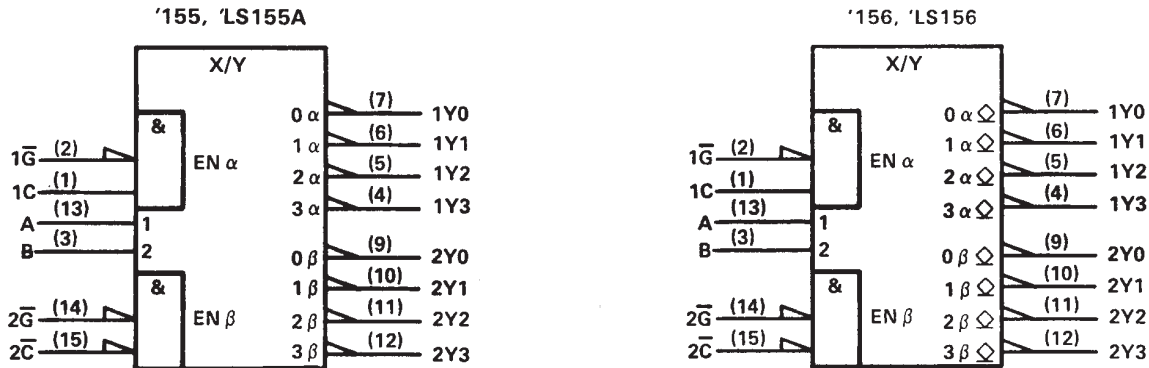 '155, 'LS155A
X/Y
&
EN α
1G̅ (2)
1C (1)
A (13) 1
B (3) 2
&
EN β
2G̅ (14)
2C̅ (15)
0 α (7) 1Y0
1 α (6) 1Y1
2 α (5) 1Y2
3 α (4) 1Y3
0 β (9) 2Y0
1 β (10) 2Y1
2 β (11) 2Y2
3 β (12) 2Y3
'156, 'LS156
X/Y
&
EN α
1G̅ (2)
1C (1)
A (13) 1
B (3) 2
&
EN β
2G̅ (14)
2C̅ (15)
0 α (7) 1Y0
1 α (6) 1Y1
2 α (5) 1Y2
3 α (4) 1Y3
0 β (9) 2Y0
1 β (10) 2Y1
2 β (11) 2Y2
3 β (12) 2Y3